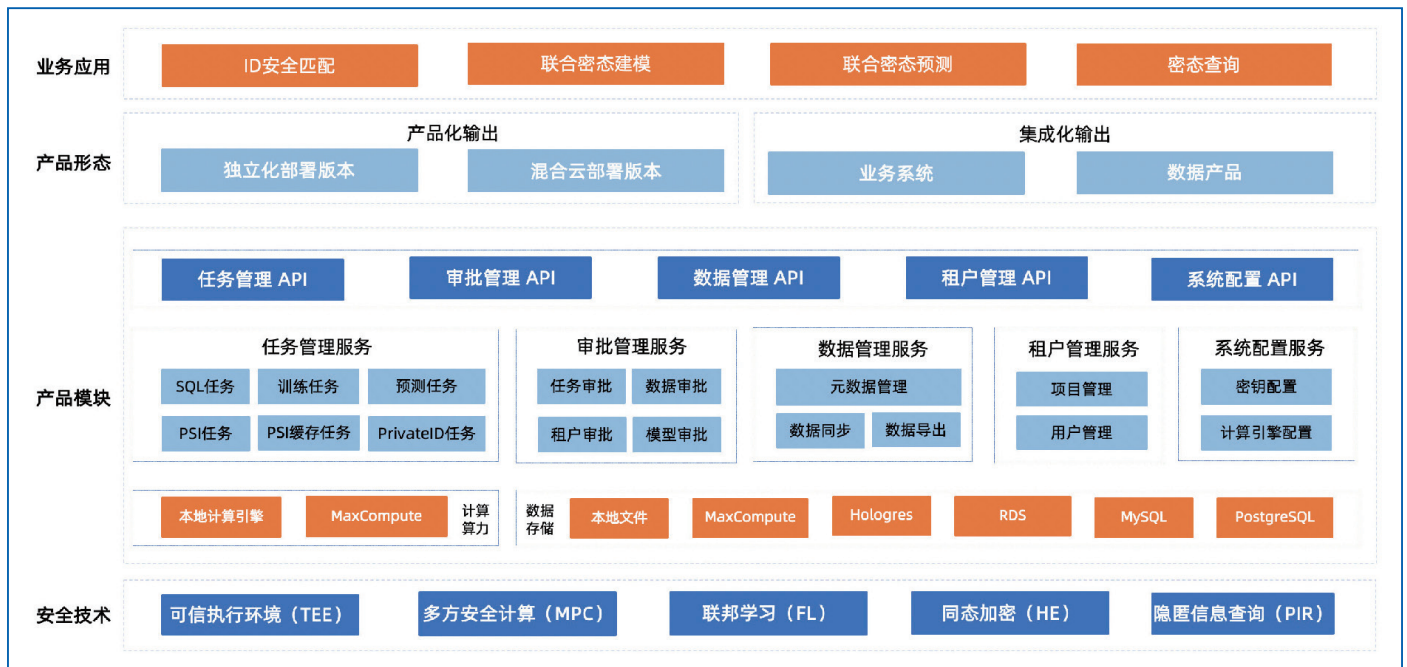 业务应用
ID安全匹配
联合密态建模
联合密态预测
密态查询
产品形态
产品化输出
独立化部署版本
混合云部署版本
集成化输出
业务系统
数据产品
产品模块
任务管理 API
审批管理 API
数据管理 API
租户管理 API
系统配置 API
任务管理服务
SQL任务
训练任务
预测任务
PSI任务
PSI缓存任务
PrivateID任务
审批管理服务
任务审批
数据审批
租户审批
模型审批
数据管理服务
元数据管理
数据同步
数据导出
租户管理服务
项目管理
用户管理
系统配置服务
密钥配置
计算引擎配置
本地计算引擎
MaxCompute
计算
算力
数据
存储
本地文件
MaxCompute
Hologres
RDS
MySQL
PostgreSQL
安全技术
可信执行环境（TEE）
多方安全计算（MPC）
联邦学习（FL）
同态加密（HE）
隐匿信息查询（PIR）